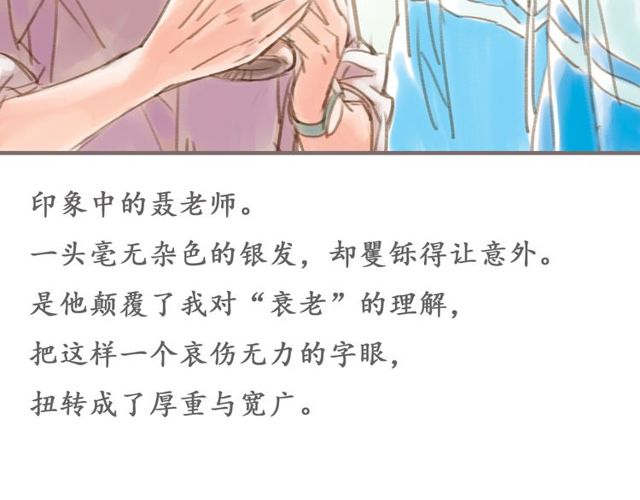 印象中的聂老师。
一头毫无杂色的银发，却矍铄得让意外。
是他颠覆了我对“衰老”的理解，
把这样一个哀伤无力的字眼，
扭转成了厚重与宽广。